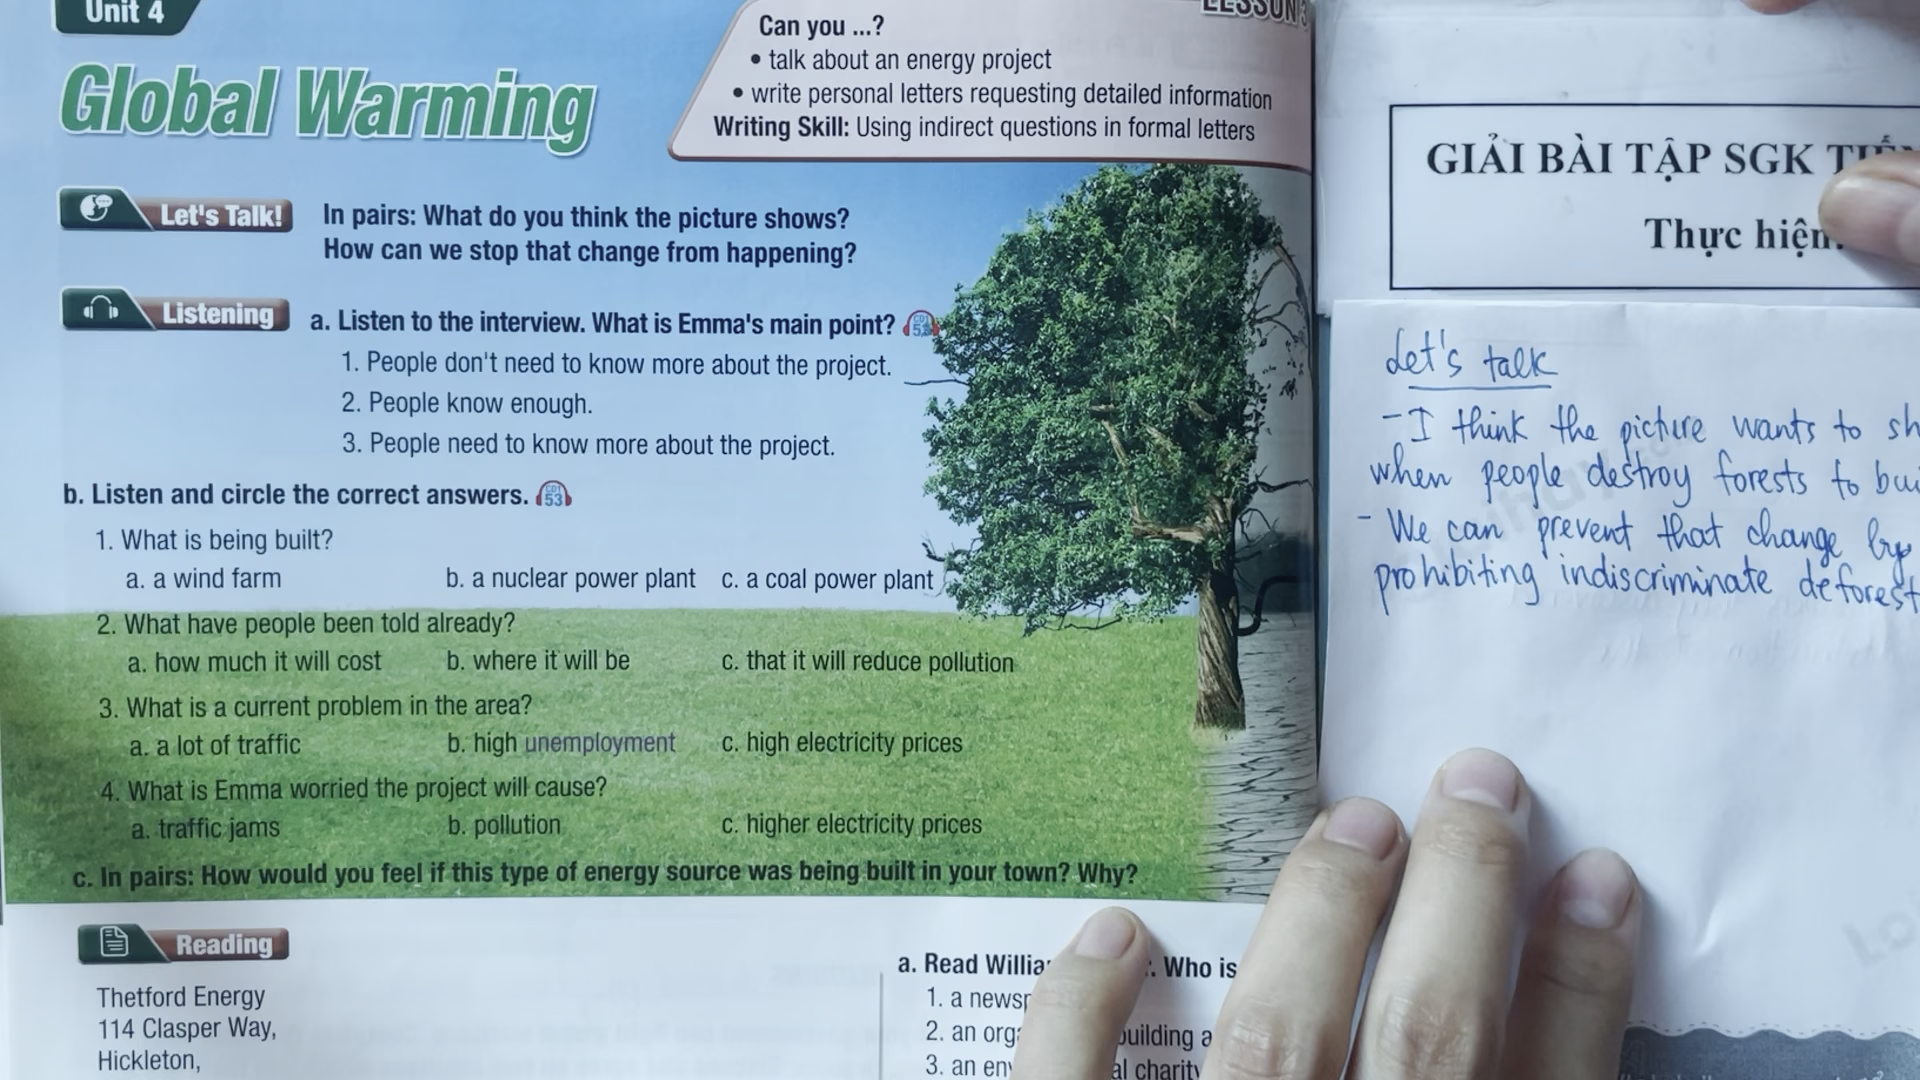 Unit 4
LESSON 3
Global Warming
Can you ...?
• talk about an energy project
• write personal letters requesting detailed information
Writing Skill: Using indirect questions in formal letters
Let's Talk!
In pairs: What do you think the picture shows?
How can we stop that change from happening?
Listening
a. Listen to the interview. What is Emma's main point?
1. People don't need to know more about the project.
2. People know enough.
3. People need to know more about the project.
b. Listen and circle the correct answers. CD1 53
1. What is being built?
a. a wind farm b. a nuclear power plant c. a coal power plant
2. What have people been told already?
a. how much it will cost b. where it will be c. that it will reduce pollution
3. What is a current problem in the area?
a. a lot of traffic b. high unemployment c. high electricity prices
4. What is Emma worried the project will cause?
a. traffic jams b. pollution c. higher electricity prices
c. In pairs: How would you feel if this type of energy source was being built in your town? Why?
Reading
Thetford Energy
114 Clasper Way,
Hickleton,
a. Read Who is
1. a
2. an building a
3. an charity
GIẢI BÀI TẬP SGK
Thực hiện
Let's talk
- I think the picture wants to
when people destroy forests to
- We can prevent that change by
prohibiting indiscriminate